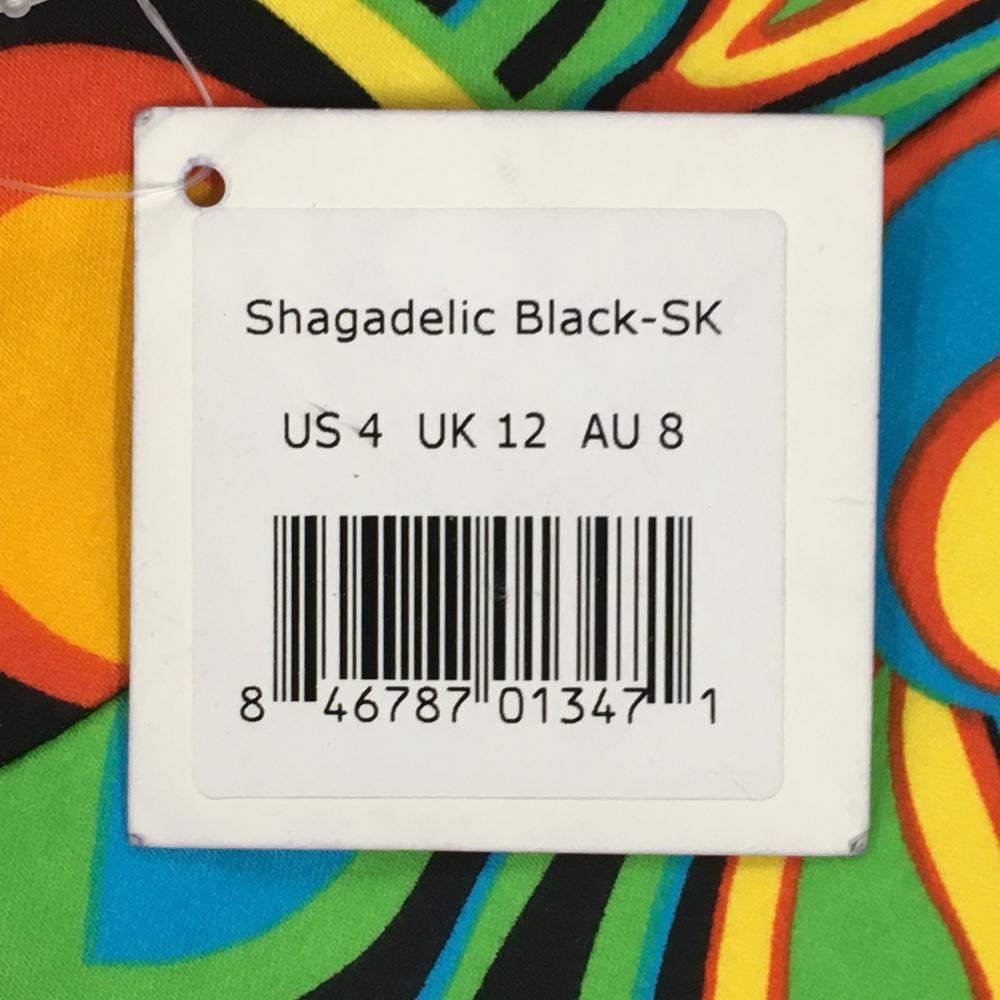 Shagadelic Black-SK
US 4 UK 12 AU 8
8 46787 01347 1